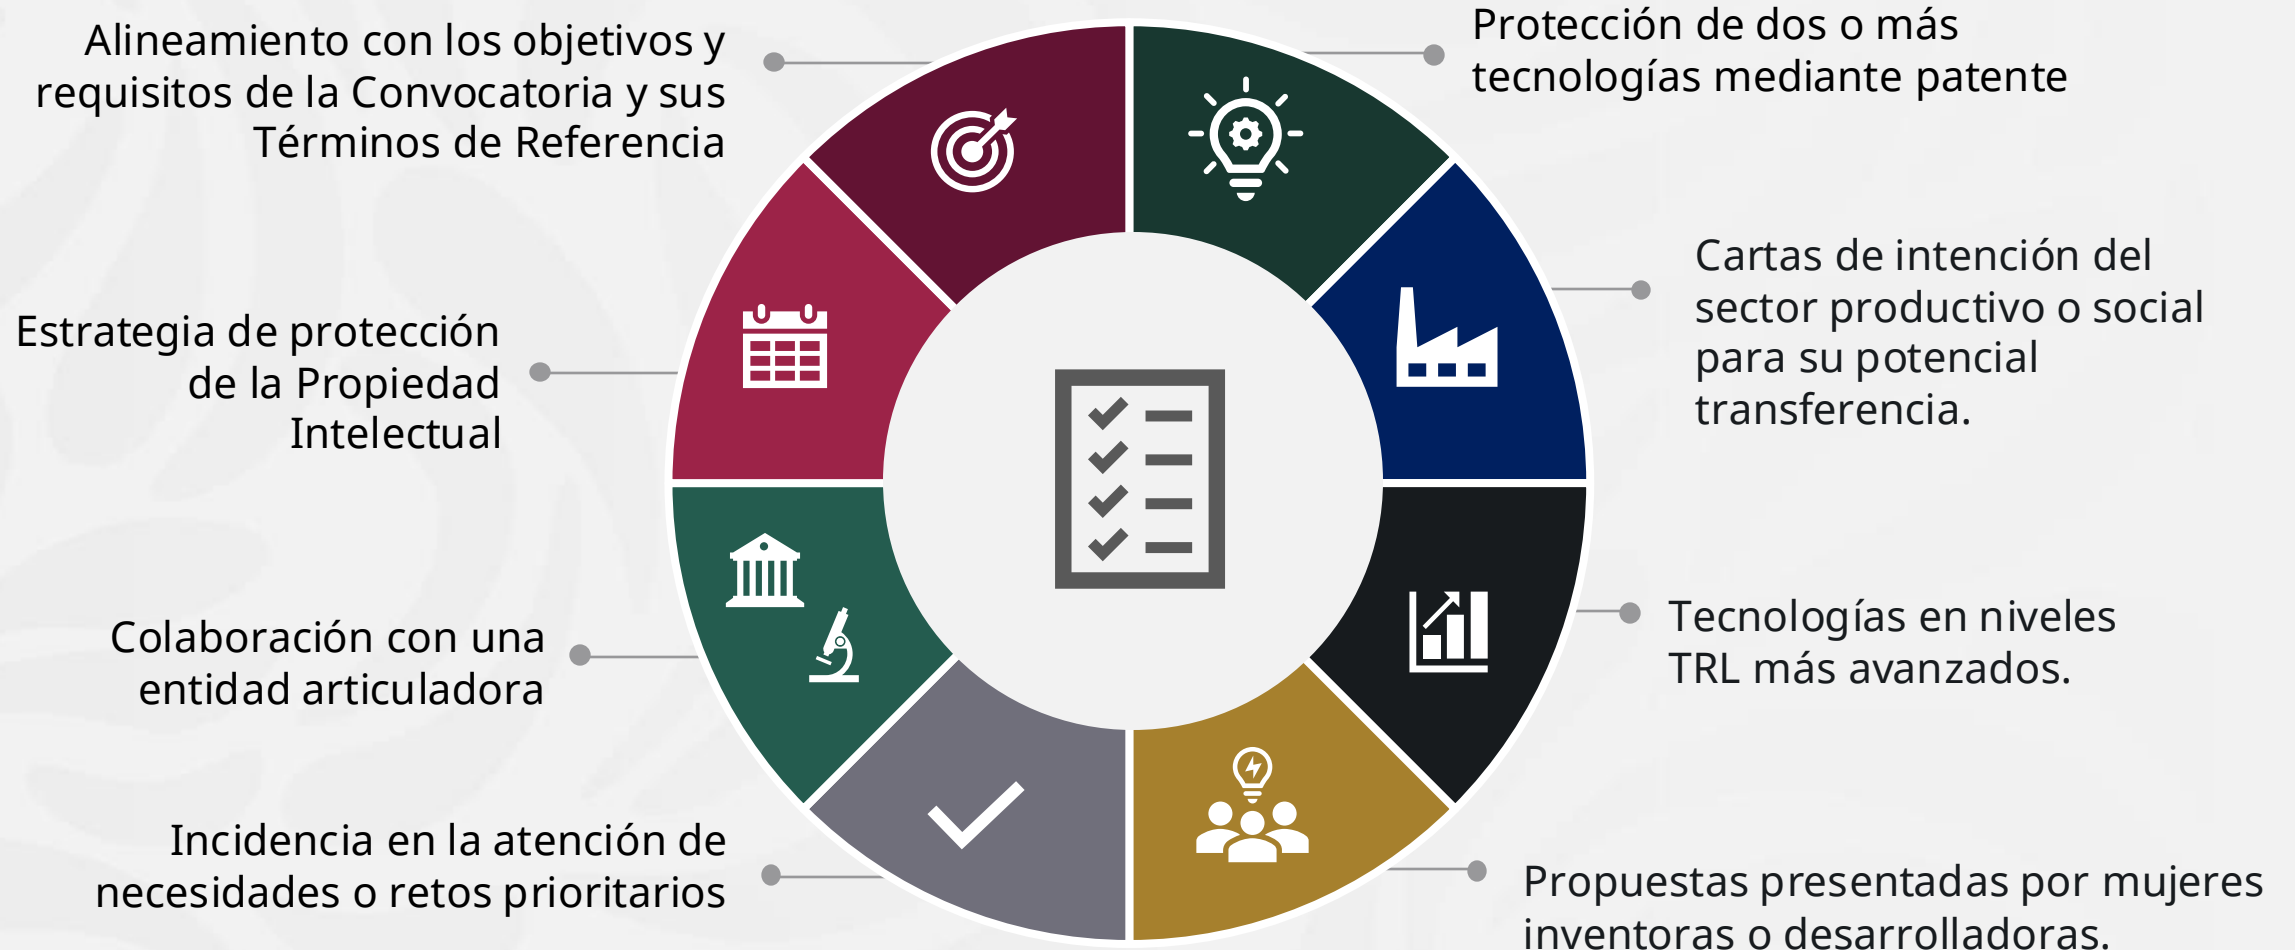 Alineamiento con los objetivos y
requisitos de la Convocatoria y sus
Términos de Referencia
Estrategia de protección
de la Propiedad
Intelectual
Colaboración con una
entidad articuladora
Incidencia en la atención de
necesidades o retos prioritarios
Protección de dos o más
tecnologías mediante patente
Cartas de intención del
sector productivo o social
para su potencial
transferencia.
Tecnologías en niveles
TRL más avanzados.
Propuestas presentadas por mujeres
inventoras o desarrolladoras.